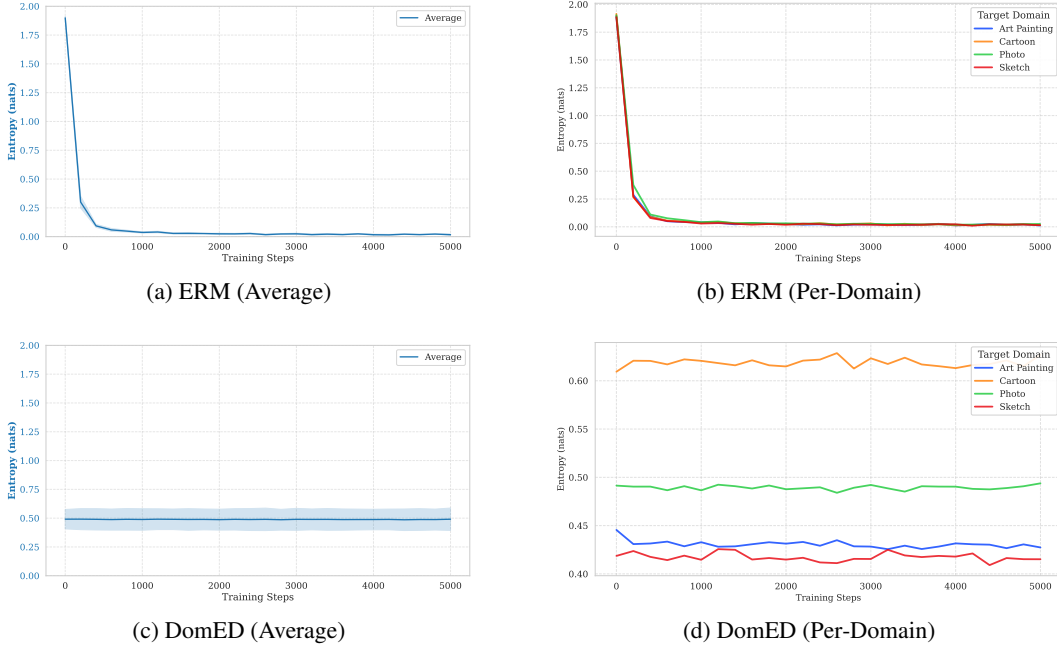 2.00
1.75
1.50
1.25
1.00
0.75
0.50
0.25
0.00
Entropy (nats)
0
1000
2000
3000
4000
5000
Training Steps
Average
(a) ERM (Average)
2.00
1.75
1.50
1.25
1.00
0.75
0.50
0.25
0.00
Entropy (nats)
0
1000
2000
3000
4000
5000
Training Steps
Target Domain
Art Painting
Cartoon
Photo
Sketch
(b) ERM (Per-Domain)
2.00
1.75
1.50
1.25
1.00
0.75
0.50
0.25
0.00
Entropy (nats)
0
1000
2000
3000
4000
5000
Training Steps
Average
(c) DomED (Average)
0.60
0.55
0.50
0.45
0.40
Entropy (nats)
0
1000
2000
3000
4000
5000
Training Steps
Target Domain
Art Painting
Cartoon
Photo
Sketch
(d) DomED (Per-Domain)